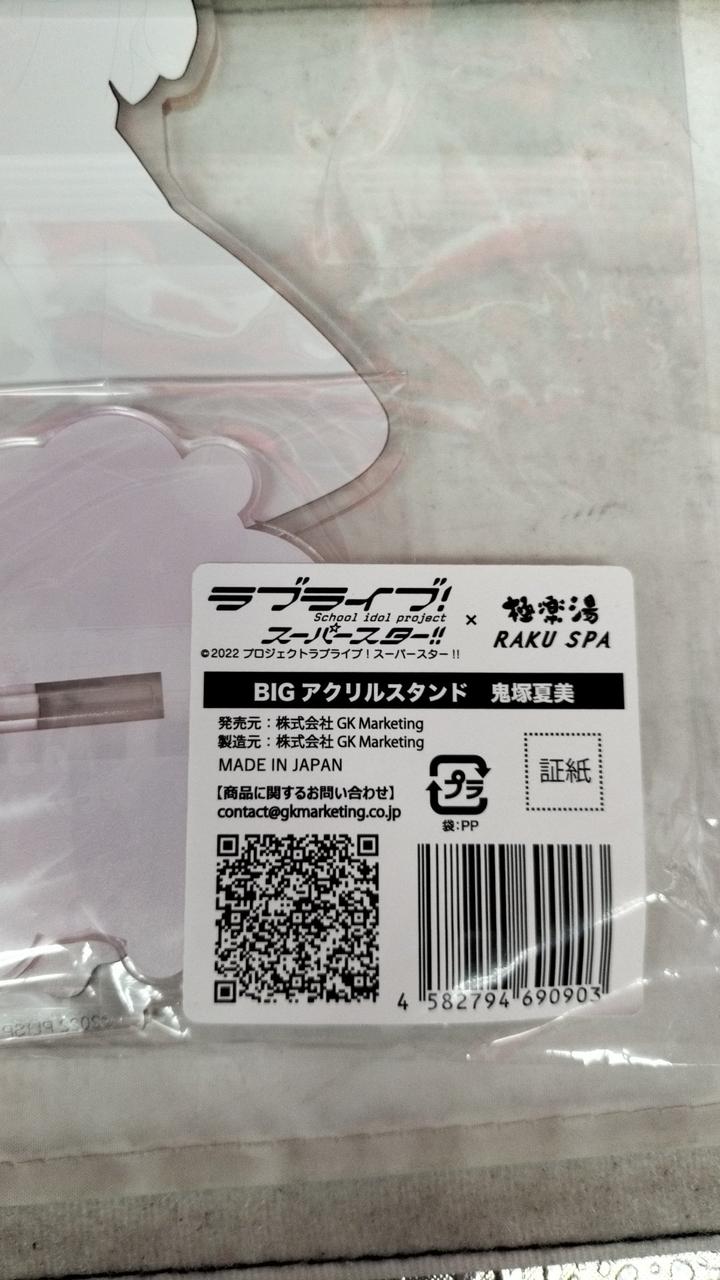 ラブライブ!
School idol project
スーパースター!!
×
極楽湯
RAKU SPA
©2022 プロジェクトラブライブ!スーパースター!!
BIG アクリルスタンド 鬼塚夏美
発売元:株式会社 GK Marketing
製造元:株式会社 GK Marketing
MADE IN JAPAN
【商品に関するお問い合わせ】
contact@gkmarketing.co.jp
プラ
袋:PP
証紙
4 582794 690903